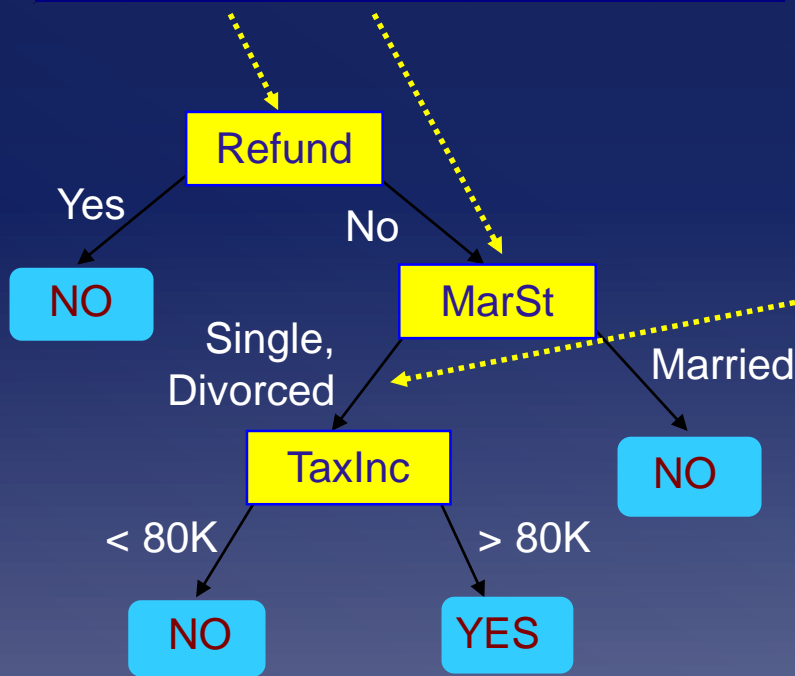 Refund
Yes
No
NO
MarSt
Single,
Divorced
Married
TaxInc
NO
< 80K
> 80K
NO
YES